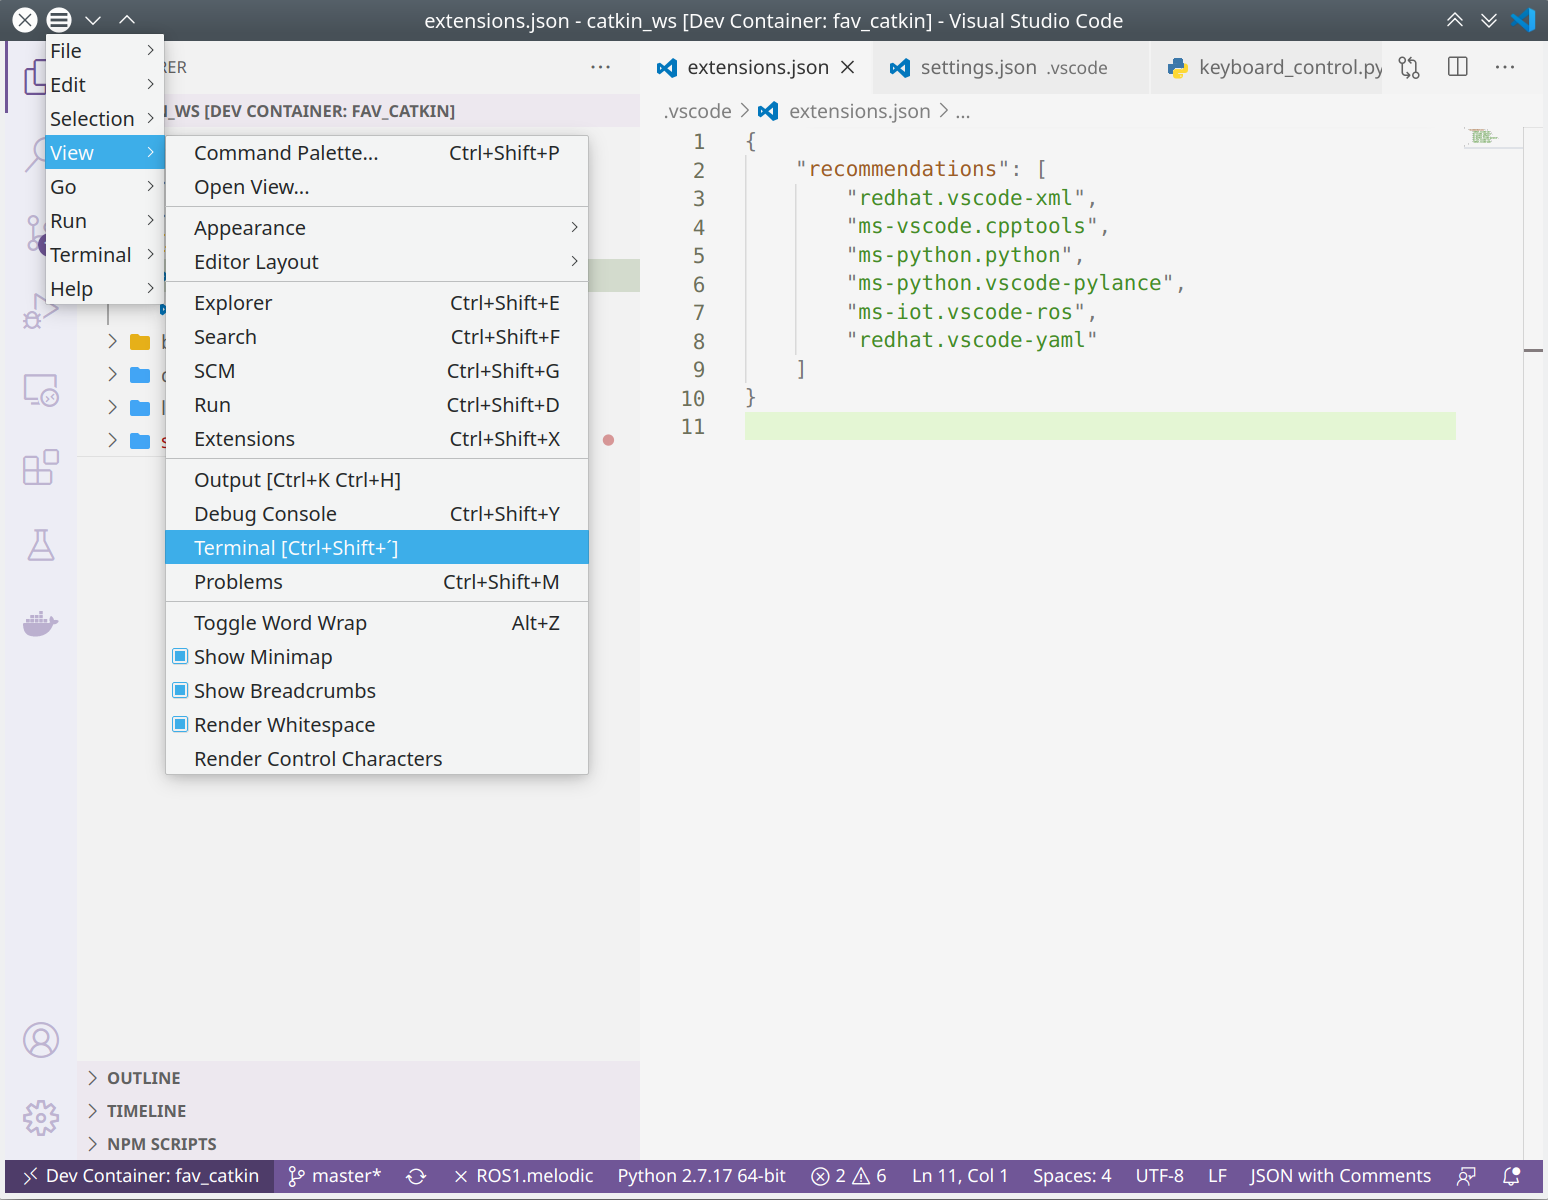 extensions.json - catkin_ws [Dev Container: fav_catkin] - Visual Studio Code
File
Edit
Selection
View
Go
Run
Terminal
Help
_WS [DEV CONTAINER: FAV_CATKIN]
Command Palette... Ctrl+Shift+P
Open View...
Appearance
Editor Layout
Explorer Ctrl+Shift+E
Search Ctrl+Shift+F
SCM Ctrl+Shift+G
Run Ctrl+Shift+D
Extensions Ctrl+Shift+X
Output [Ctrl+K Ctrl+H]
Debug Console Ctrl+Shift+Y
Terminal [Ctrl+Shift+´]
Problems Ctrl+Shift+M
Toggle Word Wrap Alt+Z
Show Minimap
Show Breadcrumbs
Render Whitespace
Render Control Characters
OUTLINE
TIMELINE
NPM SCRIPTS
extensions.json settings.json .vscode keyboard_control.py
.vscode > extensions.json > ...
1 {
2 "recommendations": [
3 "redhat.vscode-xml",
4 "ms-vscode.cpptools",
5 "ms-python.python",
6 "ms-python.vscode-pylance",
7 "ms-iot.vscode-ros",
8 "redhat.vscode-yaml"
9 ]
10 }
11
Dev Container: fav_catkin master* ROS1.melodic Python 2.7.17 64-bit 2 6 Ln 11, Col 1 Spaces: 4 UTF-8 LF JSON with Comments